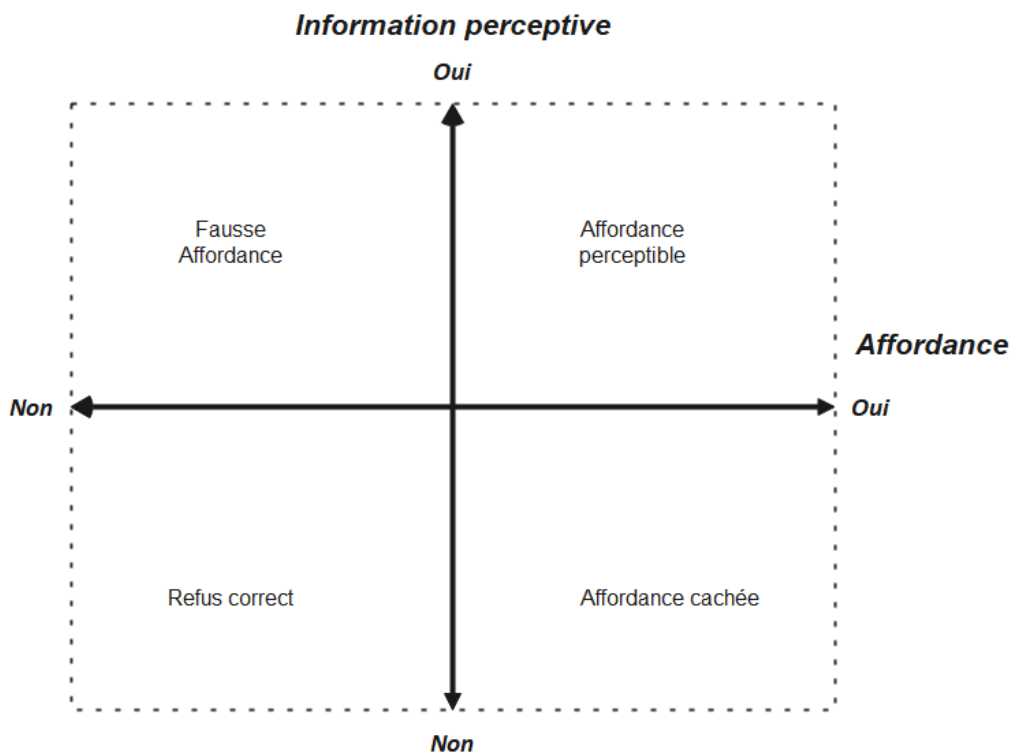 Information perceptive
Oui
Fausse
Affordance
Affordance
perceptible
Affordance
Non
Oui
Refus correct
Affordance cachée
Non